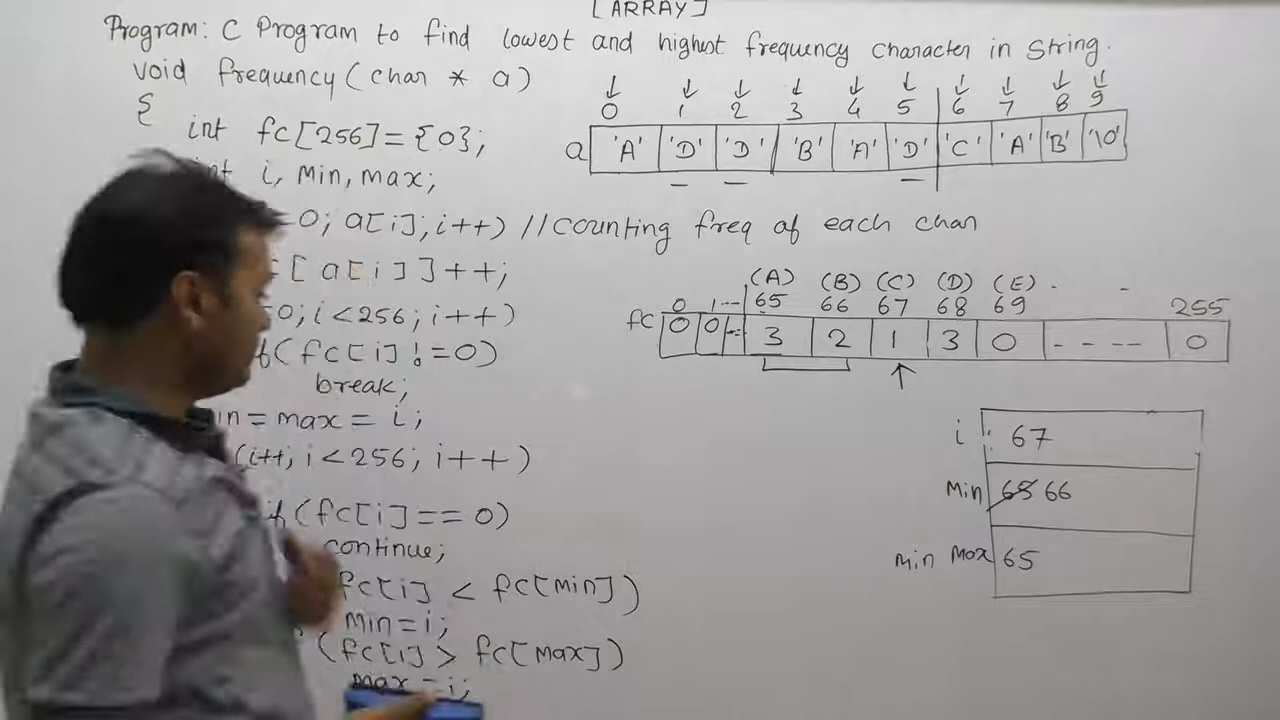 [ARRAY]
Program: C Program to find lowest and highest frequency character in String.
void frequency(char * a)
{
int fc[256]={0};
i, min, max;
=0; a[i]; i++) //counting freq of each char
[a[i]]++;
=0; i<256; i++)
if(fc[i]!=0)
break;
min = max = i;
(i++; i<256; i++)
if(fc[i]==0)
continue;
fc[i] < fc[min])
min=i;
(fc[i] > fc[max])
max=i;
0 1 2 3 4 5 6 7 8 9
a 'A' 'D' 'D' 'B' 'A' 'D' 'C' 'A' 'B' '\0'
(A) (B) (C) (D) (E) . -
0 1 --- 65 66 67 68 69 255
fc 0 0 -- 3 2 1 3 0 - - - - 0
i 67
Min 65 66
Min Max 65